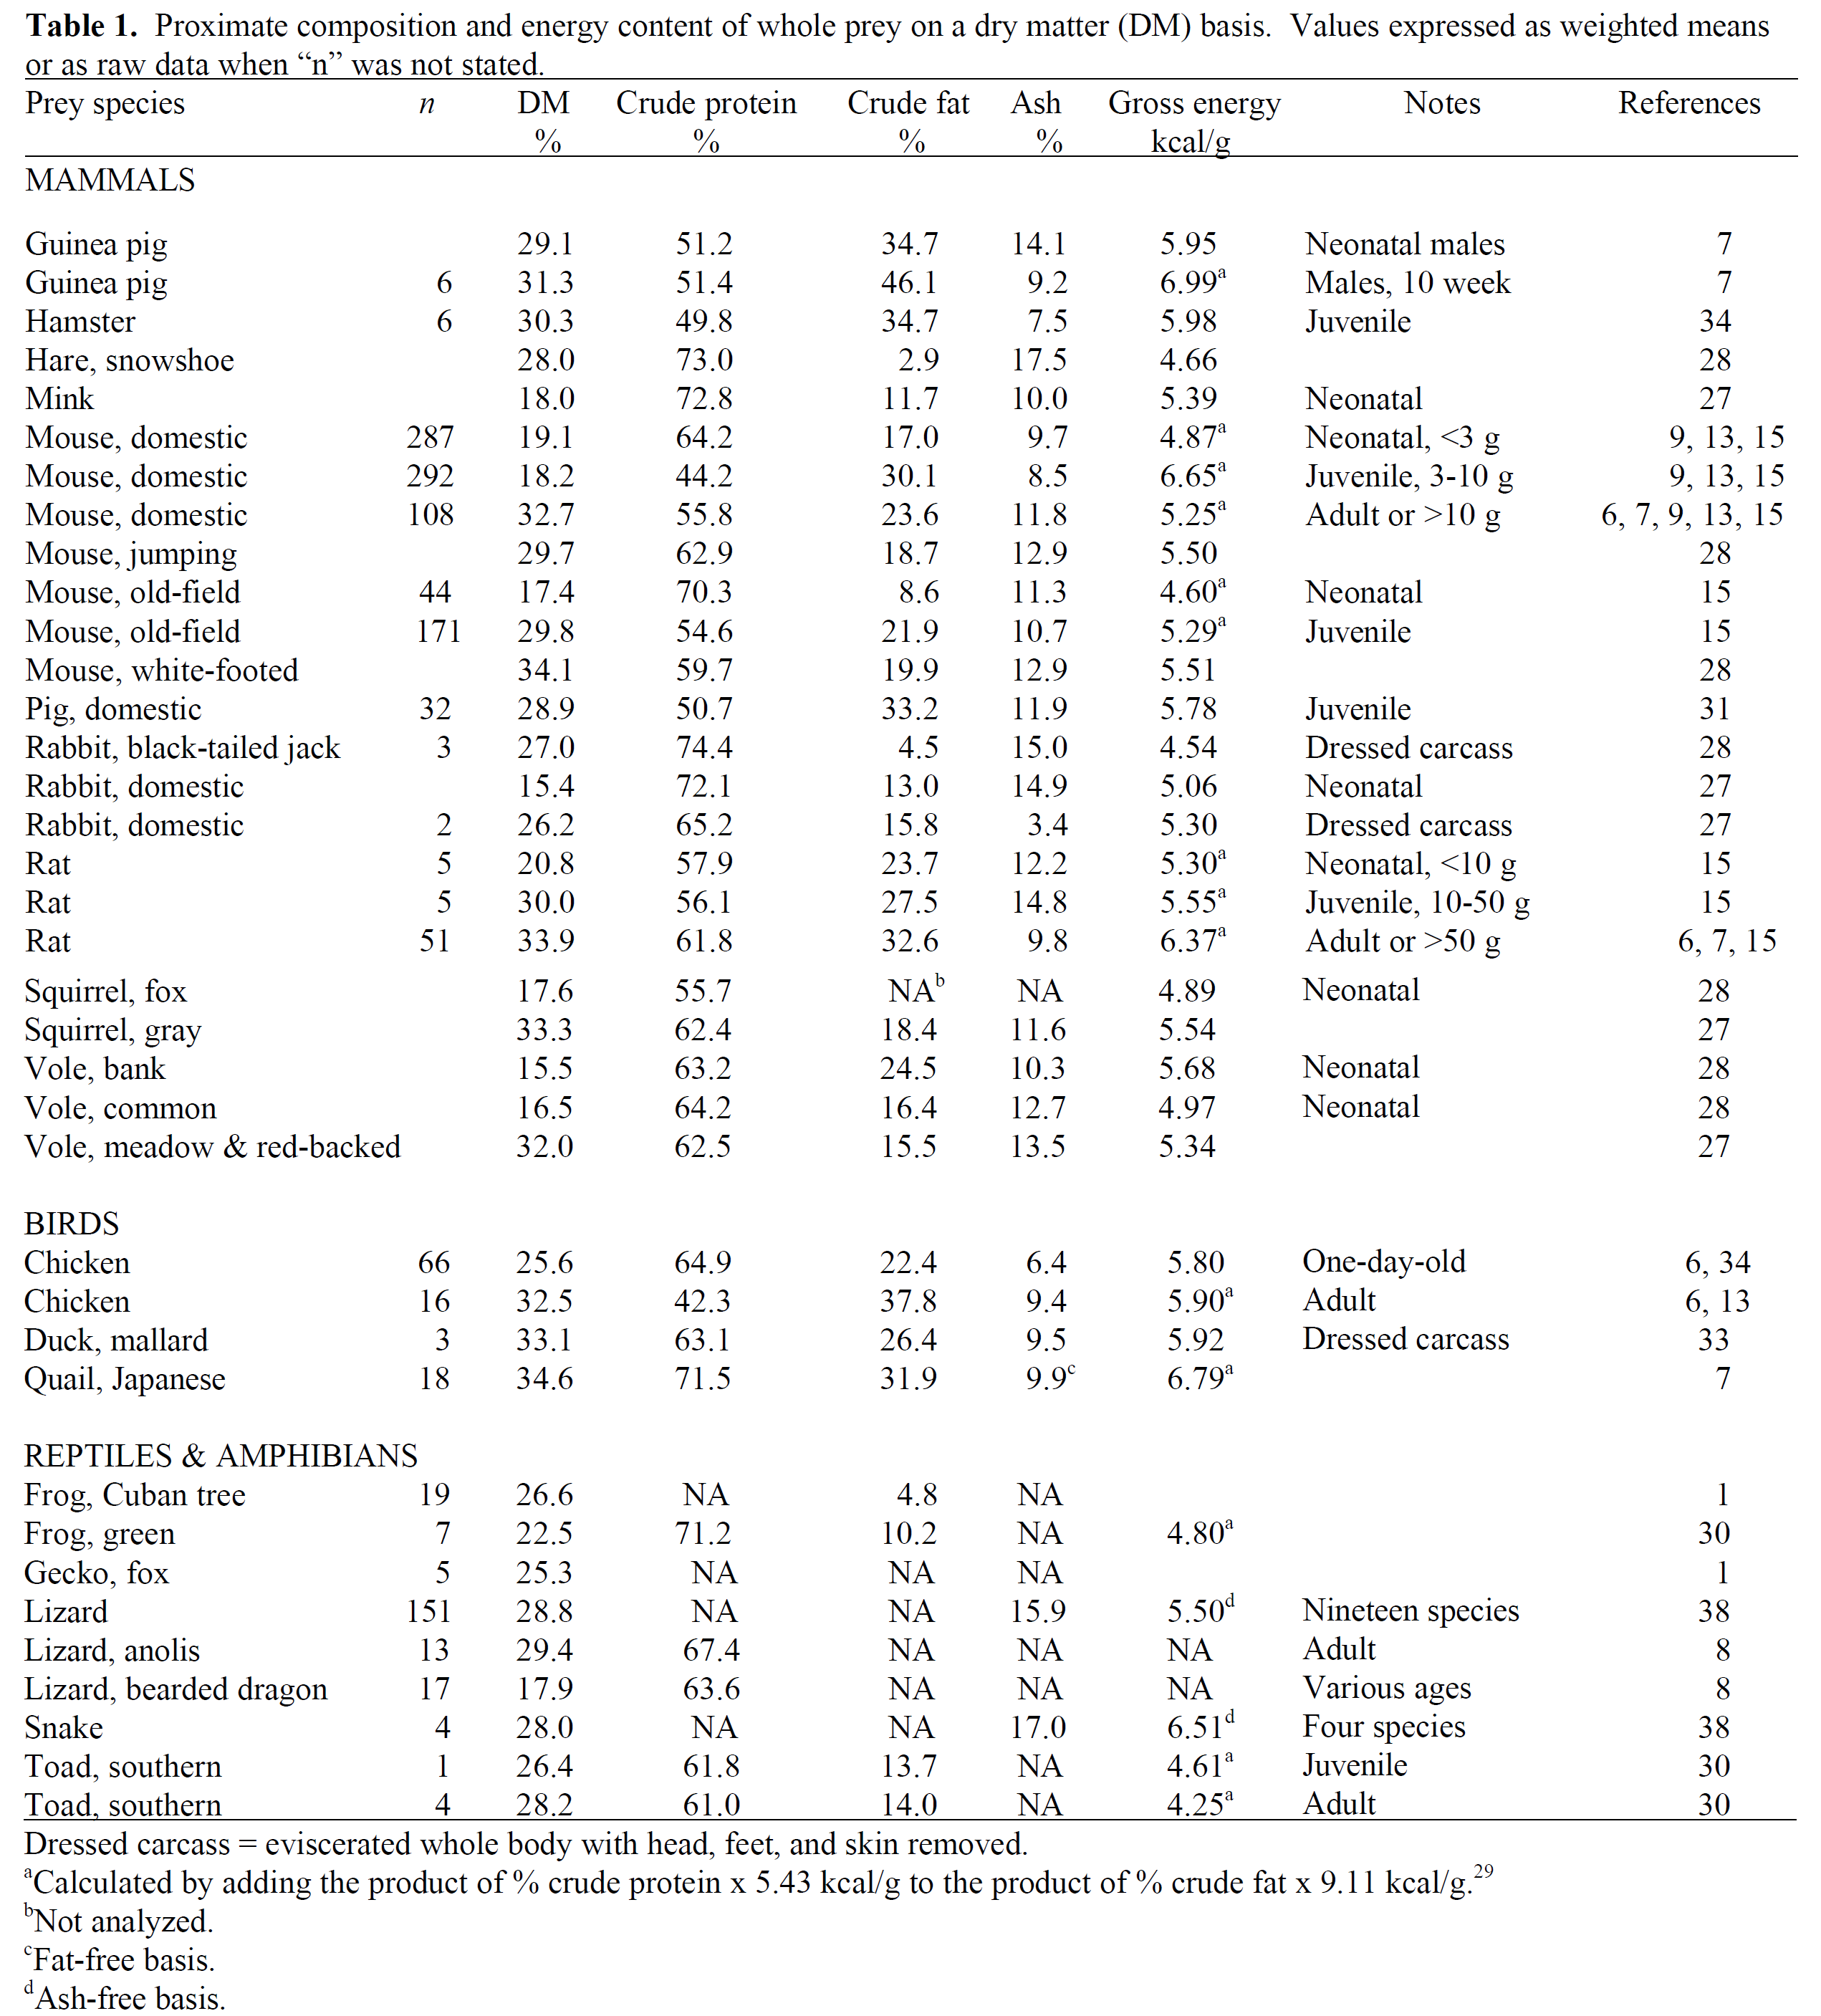 Table 1. Proximate composition and energy content of whole prey on a dry matter (DM) basis. Values expressed as weighted means
or as raw data when “n” was not stated.
Prey species n DM Crude protein Crude fat Ash Gross energy Notes References
% % % % kcal/g
MAMMALS
Guinea pig 29.1 51.2 34.7 14.1 5.95 Neonatal males 7
Guinea pig 6 31.3 51.4 46.1 9.2 6.99a Males, 10 week 7
Hamster 6 30.3 49.8 34.7 7.5 5.98 Juvenile 34
Hare, snowshoe 28.0 73.0 2.9 17.5 4.66 28
Mink 18.0 72.8 11.7 10.0 5.39 Neonatal 27
Mouse, domestic 287 19.1 64.2 17.0 9.7 4.87a Neonatal, <3 g 9, 13, 15
Mouse, domestic 292 18.2 44.2 30.1 8.5 6.65a Juvenile, 3-10 g 9, 13, 15
Mouse, domestic 108 32.7 55.8 23.6 11.8 5.25a Adult or >10 g 6, 7, 9, 13, 15
Mouse, jumping 29.7 62.9 18.7 12.9 5.50 28
Mouse, old-field 44 17.4 70.3 8.6 11.3 4.60a Neonatal 15
Mouse, old-field 171 29.8 54.6 21.9 10.7 5.29a Juvenile 15
Mouse, white-footed 34.1 59.7 19.9 12.9 5.51 28
Pig, domestic 32 28.9 50.7 33.2 11.9 5.78 Juvenile 31
Rabbit, black-tailed jack 3 27.0 74.4 4.5 15.0 4.54 Dressed carcass 28
Rabbit, domestic 15.4 72.1 13.0 14.9 5.06 Neonatal 27
Rabbit, domestic 2 26.2 65.2 15.8 3.4 5.30 Dressed carcass 27
Rat 5 20.8 57.9 23.7 12.2 5.30a Neonatal, <10 g 15
Rat 5 30.0 56.1 27.5 14.8 5.55a Juvenile, 10-50 g 15
Rat 51 33.9 61.8 32.6 9.8 6.37a Adult or >50 g 6, 7, 15
Squirrel, fox 17.6 55.7 NAb NA 4.89 Neonatal 28
Squirrel, gray 33.3 62.4 18.4 11.6 5.54 27
Vole, bank 15.5 63.2 24.5 10.3 5.68 Neonatal 28
Vole, common 16.5 64.2 16.4 12.7 4.97 Neonatal 28
Vole, meadow & red-backed 32.0 62.5 15.5 13.5 5.34 27
BIRDS
Chicken 66 25.6 64.9 22.4 6.4 5.80 One-day-old 6, 34
Chicken 16 32.5 42.3 37.8 9.4 5.90a Adult 6, 13
Duck, mallard 3 33.1 63.1 26.4 9.5 5.92 Dressed carcass 33
Quail, Japanese 18 34.6 71.5 31.9 9.9c 6.79a 7
REPTILES & AMPHIBIANS
Frog, Cuban tree 19 26.6 NA 4.8 NA 1
Frog, green 7 22.5 71.2 10.2 NA 4.80a 30
Gecko, fox 5 25.3 NA NA NA 1
Lizard 151 28.8 NA NA 15.9 5.50d Nineteen species 38
Lizard, anolis 13 29.4 67.4 NA NA NA Adult 8
Lizard, bearded dragon 17 17.9 63.6 NA NA NA Various ages 8
Snake 4 28.0 NA NA 17.0 6.51d Four species 38
Toad, southern 1 26.4 61.8 13.7 NA 4.61a Juvenile 30
Toad, southern 4 28.2 61.0 14.0 NA 4.25a Adult 30
Dressed carcass = eviscerated whole body with head, feet, and skin removed.
aCalculated by adding the product of % crude protein x 5.43 kcal/g to the product of % crude fat x 9.11 kcal/g.29
bNot analyzed.
cFat-free basis.
dAsh-free basis.